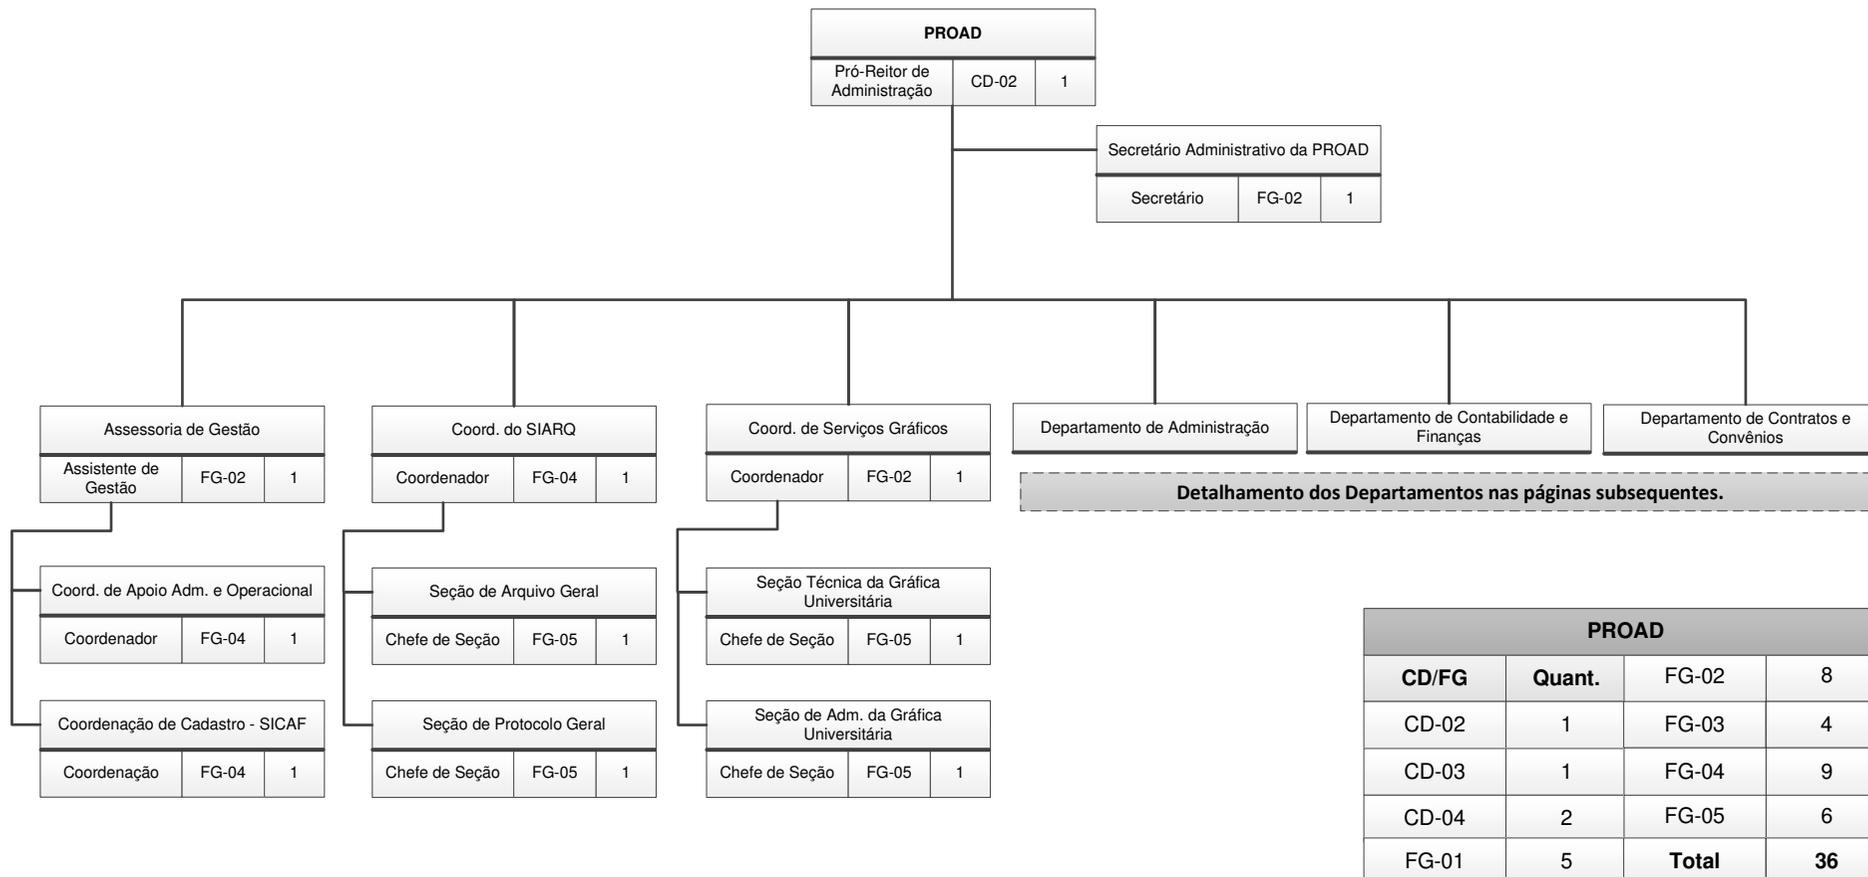 PROAD
Pró-Reitor de
Administração
CD-02
1
Secretário Administrativo da PROAD
Secretário
FG-02
1
Assessoria de Gestão
Assistente de
Gestão
FG-02
1
Coord. de Apoio Adm. e Operacional
Coordenador
FG-04
1
Coordenação de Cadastro - SICAF
Coordenação
FG-04
1
Coord. do SIARQ
Coordenador
FG-04
1
Seção de Arquivo Geral
Chefe de Seção
FG-05
1
Seção de Protocolo Geral
Chefe de Seção
FG-05
1
Coord. de Serviços Gráficos
Coordenador
FG-02
1
Seção Técnica da Gráfica
Universitária
Chefe de Seção
FG-05
1
Seção de Adm. da Gráfica
Universitária
Chefe de Seção
FG-05
1
Departamento de Administração
Departamento de Contabilidade e
Finanças
Departamento de Contratos e
Convênios
Detalhamento dos Departamentos nas páginas subsequentes.
PROAD
CD/FG Quant. FG-02 8
CD-02 1 FG-03 4
CD-03 1 FG-04 9
CD-04 2 FG-05 6
FG-01 5 Total 36